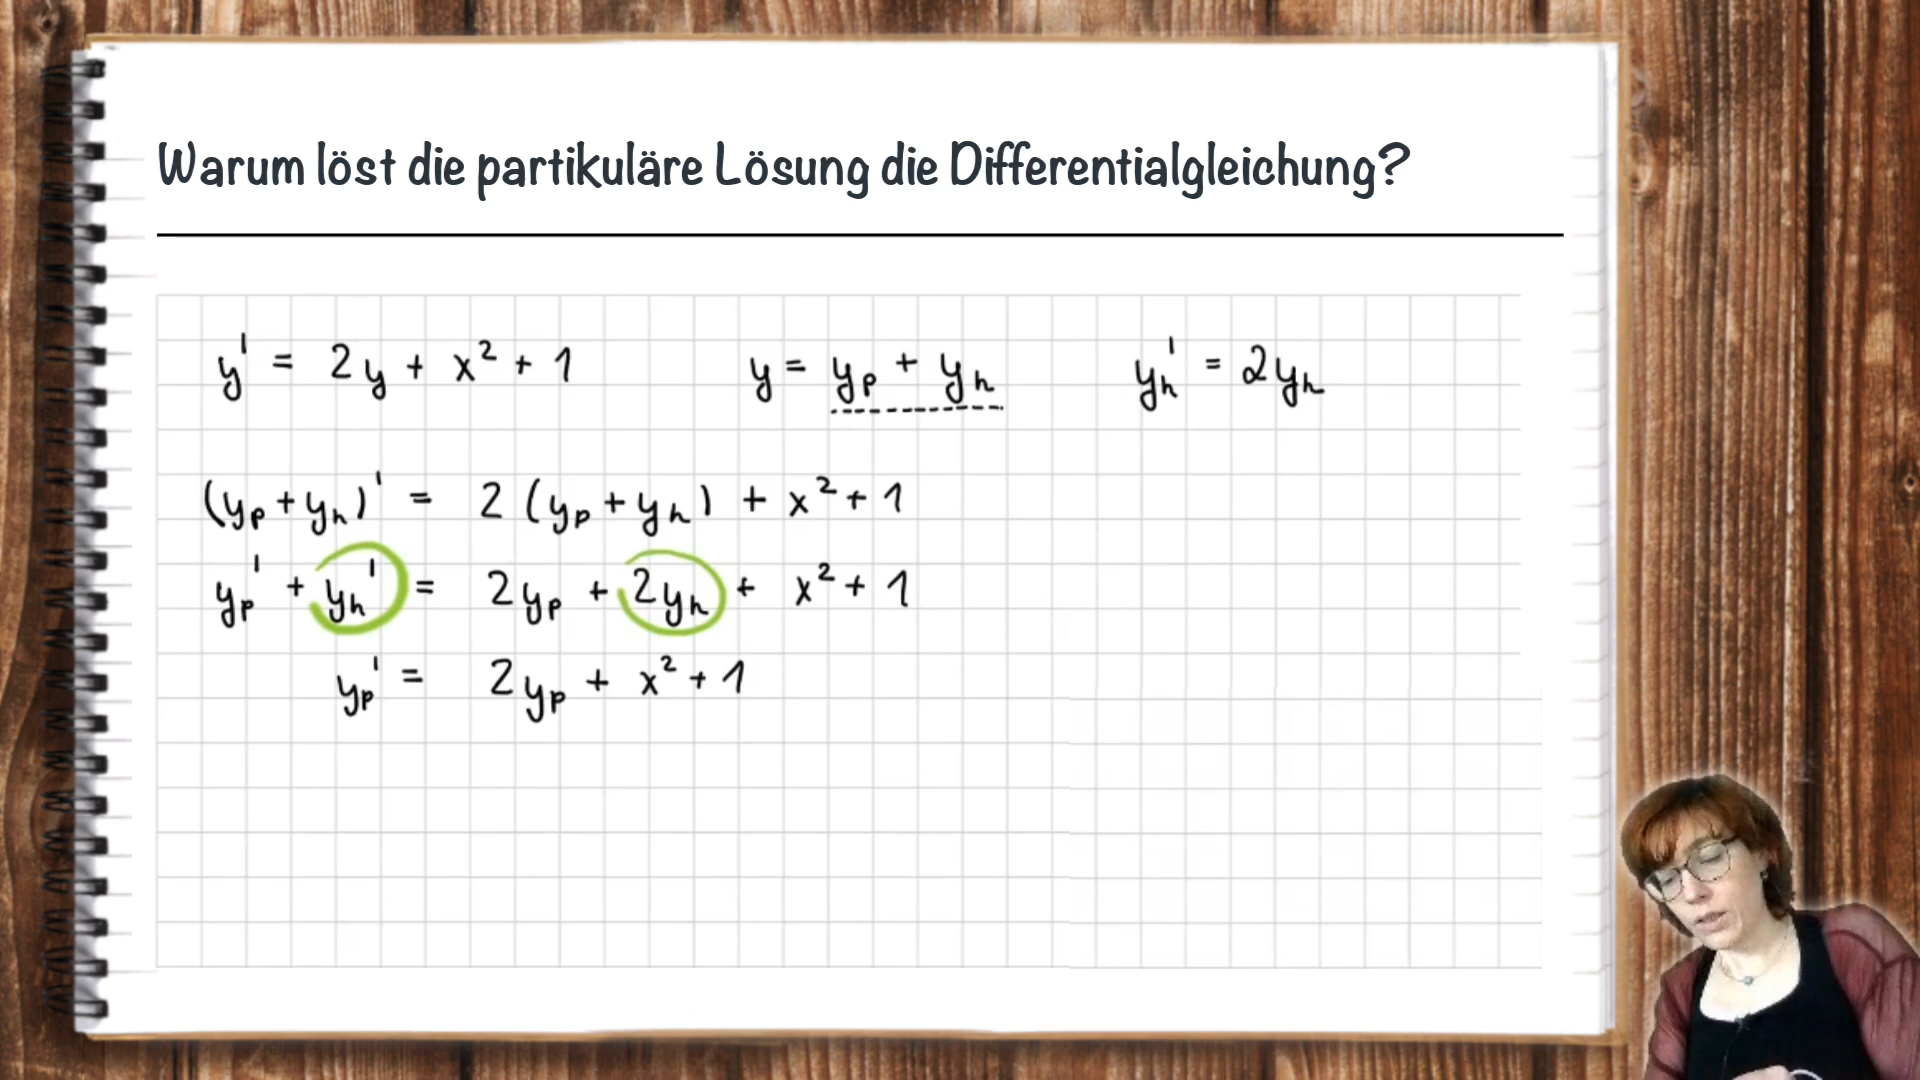 Warum löst die partikuläre Lösung die Differentialgleichung?
y' = 2y + x² + 1    y = yₚ + yₕ    yₕ' = 2yₕ
(yₚ + yₕ)' = 2 (yₚ + yₕ) + x² + 1
yₚ' + yₕ' = 2yₚ + 2yₕ + x² + 1
yₚ' = 2yₚ + x² + 1